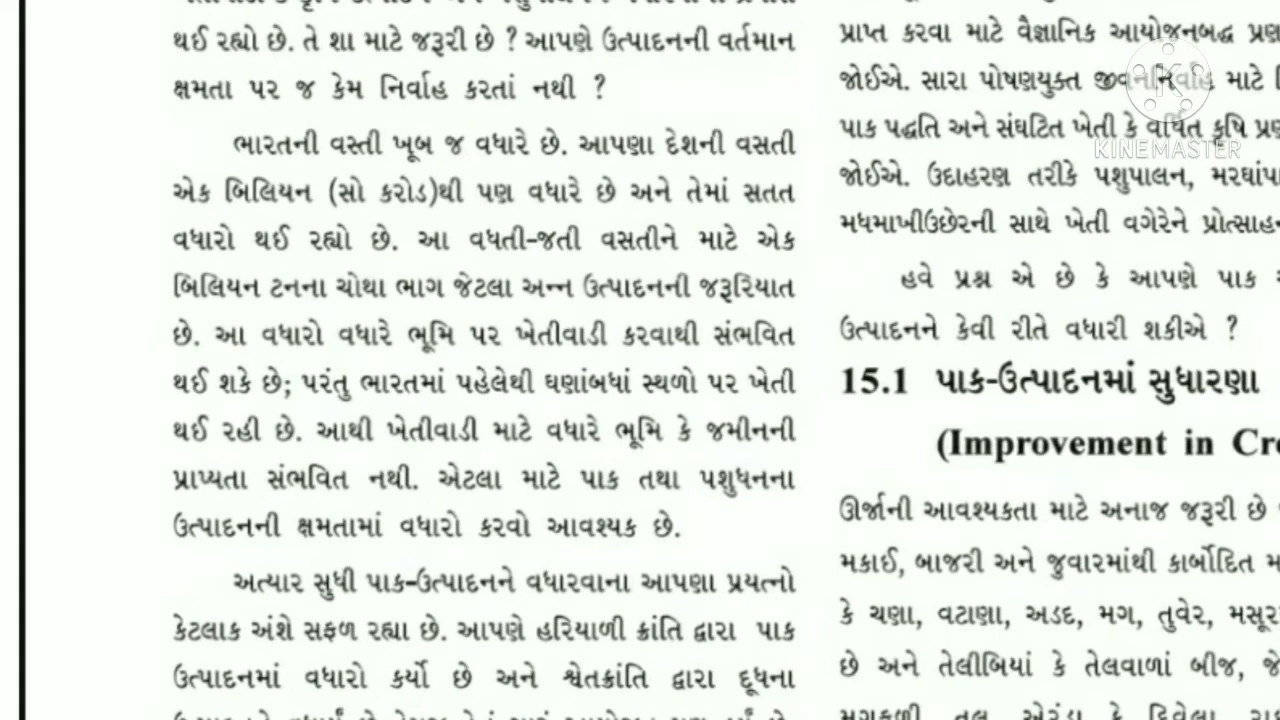 થઈ રહ્યો છે. તે શા માટે જરૂરી છે ? આપણે ઉત્પાદનની વર્તમાન
ક્ષમતા પર જ કેમ નિર્વાહ કરતાં નથી ?
ભારતની વસ્તી ખૂબ જ વધારે છે. આપણા દેશની વસતી
એક બિલિયન (સો કરોડ)થી પણ વધારે છે અને તેમાં સતત
વધારો થઈ રહ્યો છે. આ વધતી-જતી વસતીને માટે એક
બિલિયન ટનના ચોથા ભાગ જેટલા અન્ન ઉત્પાદનની જરૂરિયાત
છે. આ વધારો વધારે ભૂમિ પર ખેતીવાડી કરવાથી સંભવિત
થઈ શકે છે; પરંતુ ભારતમાં પહેલેથી ઘણાંબધાં સ્થળો પર ખેતી
થઈ રહી છે. આથી ખેતીવાડી માટે વધારે ભૂમિ કે જમીનની
પ્રાપ્યતા સંભવિત નથી. એટલા માટે પાક તથા પશુધનના
ઉત્પાદનની ક્ષમતામાં વધારો કરવો આવશ્યક છે.
અત્યાર સુધી પાક-ઉત્પાદનને વધારવાના આપણા પ્રયત્નો
કેટલાક અંશે સફળ રહ્યા છે. આપણે હરિયાળી ક્રાંતિ દ્વારા પાક
ઉત્પાદનમાં વધારો કર્યો છે અને શ્વેતક્રાંતિ દ્વારા દૂધના
પ્રાપ્ત કરવા માટે વૈજ્ઞાનિક આયોજનબદ્ધ
જોઈએ. સારા પોષણયુક્ત જીવનનિર્વાહ માટે
પાક પદ્ધતિ અને સંઘટિત ખેતી કે વર્ધિત કૃષિ
જોઈએ. ઉદાહરણ તરીકે પશુપાલન,
મધમાખીઉછેરની સાથે ખેતી વગેરેને
હવે પ્રશ્ન એ છે કે આપણે પાક
ઉત્પાદનને કેવી રીતે વધારી શકીએ ?
15.1 પાક-ઉત્પાદનમાં સુધારણા
(Improvement in
ઊર્જાની આવશ્યકતા માટે અનાજ જરૂરી છે
મકાઈ, બાજરી અને જુવારમાંથી કાર્બોદિત
કે ચણા, વટાણા, અડદ, મગ, તુવેર,
છે અને તેલીબિયાં કે તેલવાળાં બીજ,
KINEMASTER